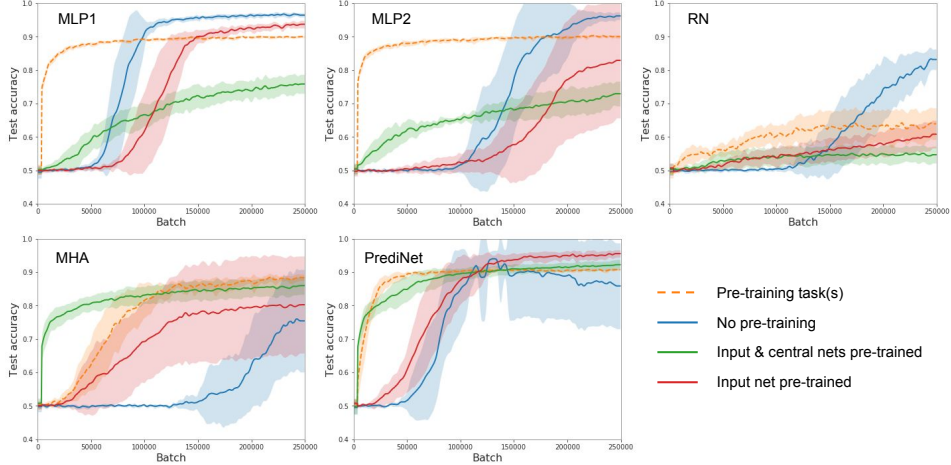 MLP1
1.0
0.9
0.8
0.7
0.6
0.5
0.4
Test accuracy
0 50000 100000 150000 200000 250000
Batch
MLP2
1.0
0.9
0.8
0.7
0.6
0.5
0.4
Test accuracy
0 50000 100000 150000 200000 250000
Batch
RN
1.0
0.9
0.8
0.7
0.6
0.5
0.4
Test accuracy
0 50000 100000 150000 200000 250000
Batch
MHA
1.0
0.9
0.8
0.7
0.6
0.5
0.4
Test accuracy
0 50000 100000 150000 200000 250000
Batch
PrediNet
1.0
0.9
0.8
0.7
0.6
0.5
0.4
Test accuracy
0 50000 100000 150000 200000 250000
Batch
Pre-training task(s)
No pre-training
Input & central nets pre-trained
Input net pre-trained